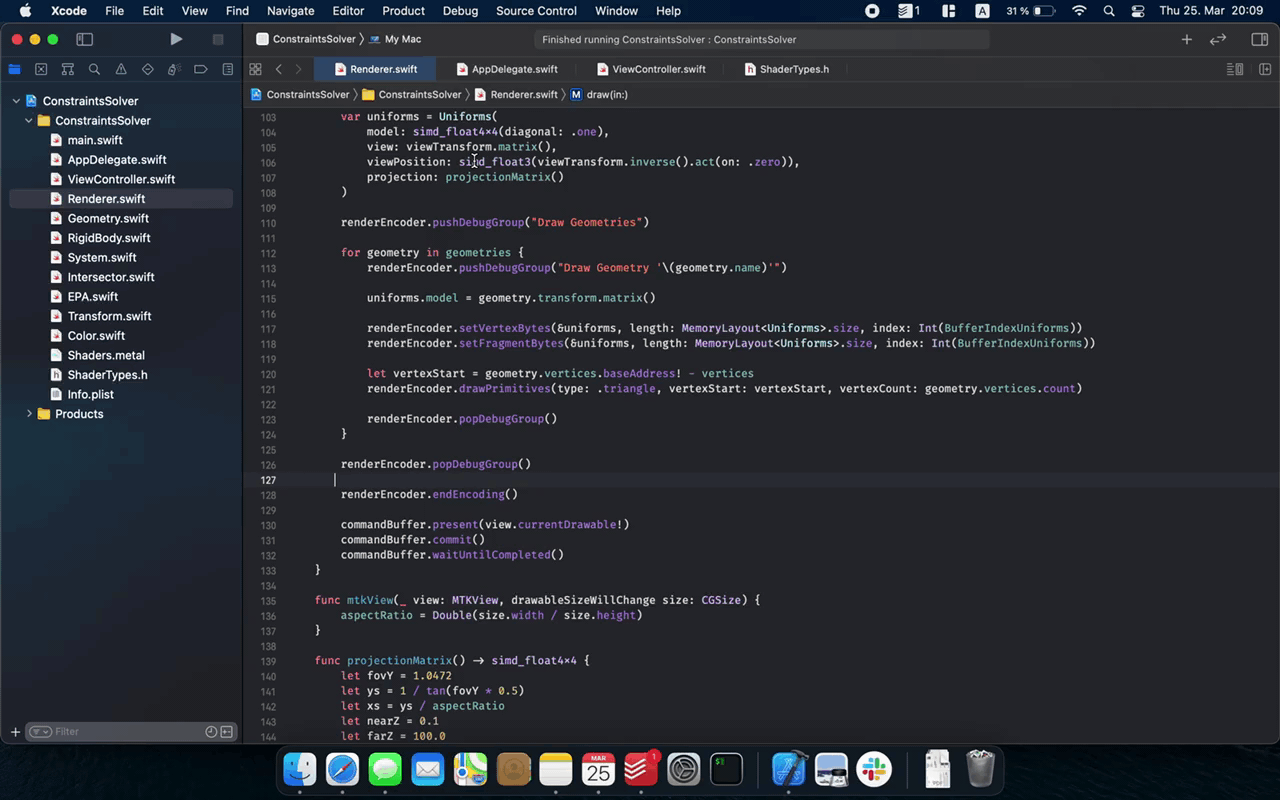 Xcode File Edit View Find Navigate Editor Product Debug Source Control Window Help 1 A 31 % Thu 25. Mar 20:09
ConstraintsSolver 〉 My Mac Finished running ConstraintsSolver : ConstraintsSolver
Renderer.swift AppDelegate.swift ViewController.swift h ShaderTypes.h
ConstraintsSolver 〉 ConstraintsSolver 〉 Renderer.swift 〉 M draw(in:)
ConstraintsSolver
ConstraintsSolver
main.swift
AppDelegate.swift
ViewController.swift
Renderer.swift
Geometry.swift
RigidBody.swift
System.swift
Intersector.swift
EPA.swift
Transform.swift
Color.swift
Shaders.metal
h ShaderTypes.h
Info.plist
Products
Filter
103 var uniforms = Uniforms(
104 model: simd_float4×4(diagonal: .one),
105 view: viewTransform.matrix(),
106 viewPosition: simd_float3(viewTransform.inverse().act(on: .zero)),
107 projection: projectionMatrix()
108 )
109
110 renderEncoder.pushDebugGroup("Draw Geometries")
111
112 for geometry in geometries {
113 renderEncoder.pushDebugGroup("Draw Geometry '\(geometry.name)'")
114
115 uniforms.model = geometry.transform.matrix()
116
117 renderEncoder.setVertexBytes(&uniforms, length: MemoryLayout<Uniforms>.size, index: Int(BufferIndexUniforms))
118 renderEncoder.setFragmentBytes(&uniforms, length: MemoryLayout<Uniforms>.size, index: Int(BufferIndexUniforms))
119
120 let vertexStart = geometry.vertices.baseAddress! - vertices
121 renderEncoder.drawPrimitives(type: .triangle, vertexStart: vertexStart, vertexCount: geometry.vertices.count)
122
123 renderEncoder.popDebugGroup()
124 }
125
126 renderEncoder.popDebugGroup()
127
128 renderEncoder.endEncoding()
129
130 commandBuffer.present(view.currentDrawable!)
131 commandBuffer.commit()
132 commandBuffer.waitUntilCompleted()
133 }
134
135 func mtkView(_ view: MTKView, drawableSizeWillChange size: CGSize) {
136 aspectRatio = Double(size.width / size.height)
137 }
138
139 func projectionMatrix() → simd_float4×4 {
140 let fovY = 1.0472
141 let ys = 1 / tan(fovY * 0.5)
142 let xs = ys / aspectRatio
143 let nearZ = 0.1
144 let farZ = 100.0
MAR
25
1